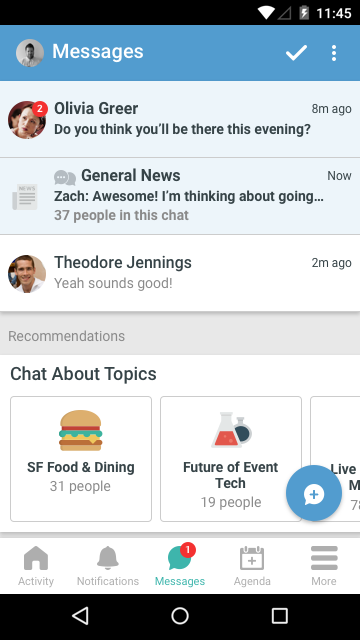 11:45
Messages
2
Olivia Greer
8m ago
Do you think you’ll be there this evening?
General News
Now
Zach: Awesome! I’m thinking about going…
37 people in this chat
Theodore Jennings
2m ago
Yeah sounds good!
Recommendations
Chat About Topics
SF Food & Dining
31 people
Future of Event
Tech
19 people
Live
M
78
1
Activity
Notifications
Messages
Agenda
More